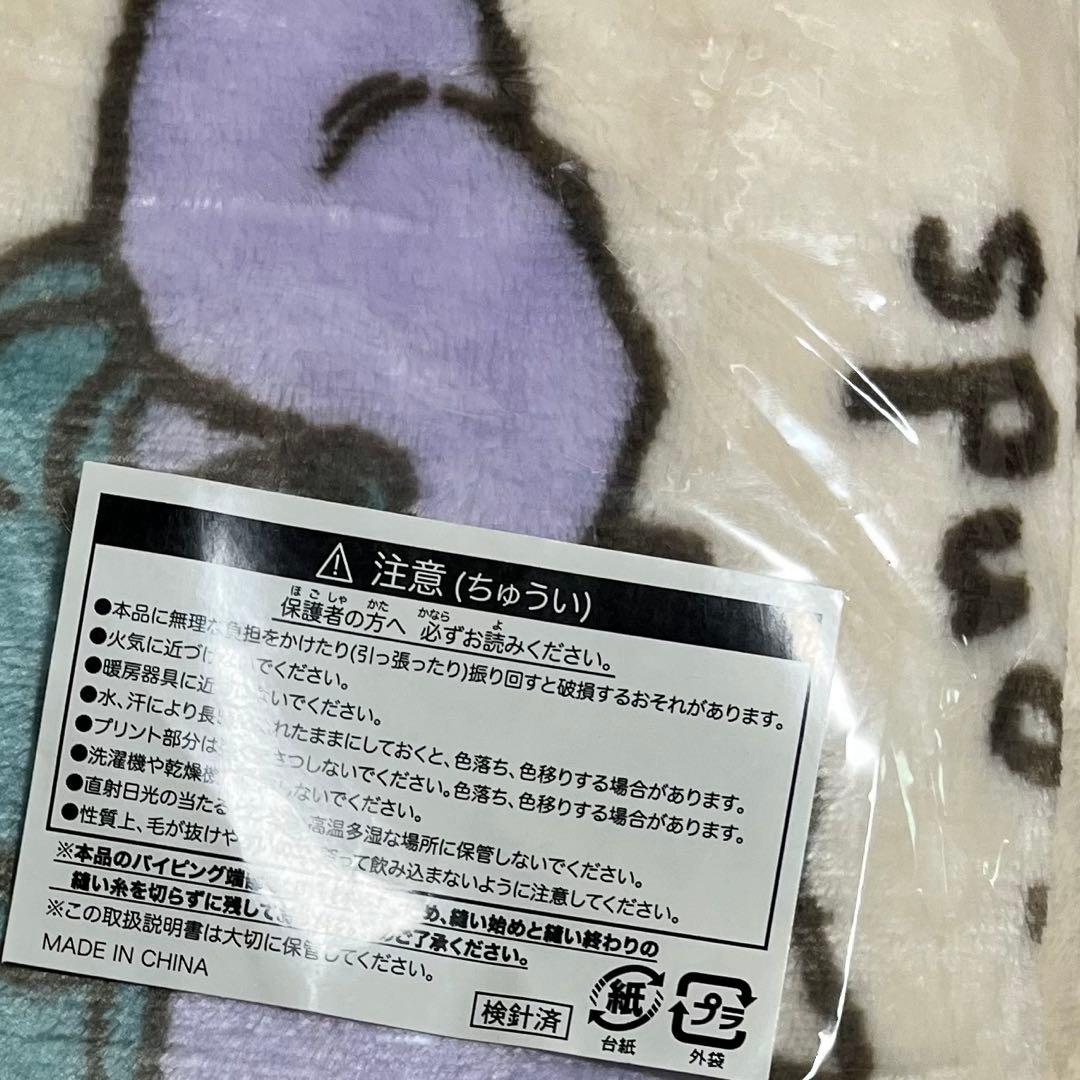 ⚠ 注意 (ちゅうい)
保護者の方へ 必ずお読みください。
ほごしゃ かた かなら よ
●本品に無理な負担をかけたり(引っ張ったり)振り回すと破損するおそれがあります。
●火気に近づけないでください。
●暖房器具に近 ないでください。
●水、汗により長 れたままにしておくと、色落ち、色移りする場合があります。
●プリント部分は さつしないでください。色落ち、色移りする場合があります。
●洗濯機や乾燥機 しないでください。
●直射日光の当たる 高温多湿な場所に保管しないでください。
●性質上、毛が抜けや って飲み込まないように注意してください。
※本品のパイピング端 め、縫い始めと縫い終わりの
縫い糸を切らずに残して ご了承ください。
※この取扱説明書は大切に保管してください。
MADE IN CHINA
検針済
紙
台紙
プラ
外袋
spuo